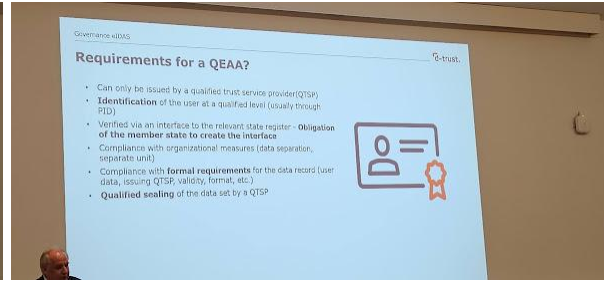 Governance eIDAS
d-trust.
Requirements for a QEAA?
• Can only be issued by a qualified trust service provider(QTSP)
• Identification of the user at a qualified level (usually through
PID)
• Verified via an interface to the relevant state register - Obligation
of the member state to create the interface
• Compliance with organizational measures (data separation,
separate unit)
• Compliance with formal requirements for the data record (user
data, issuing QTSP, validity, format, etc.)
• Qualified sealing of the data set by a QTSP